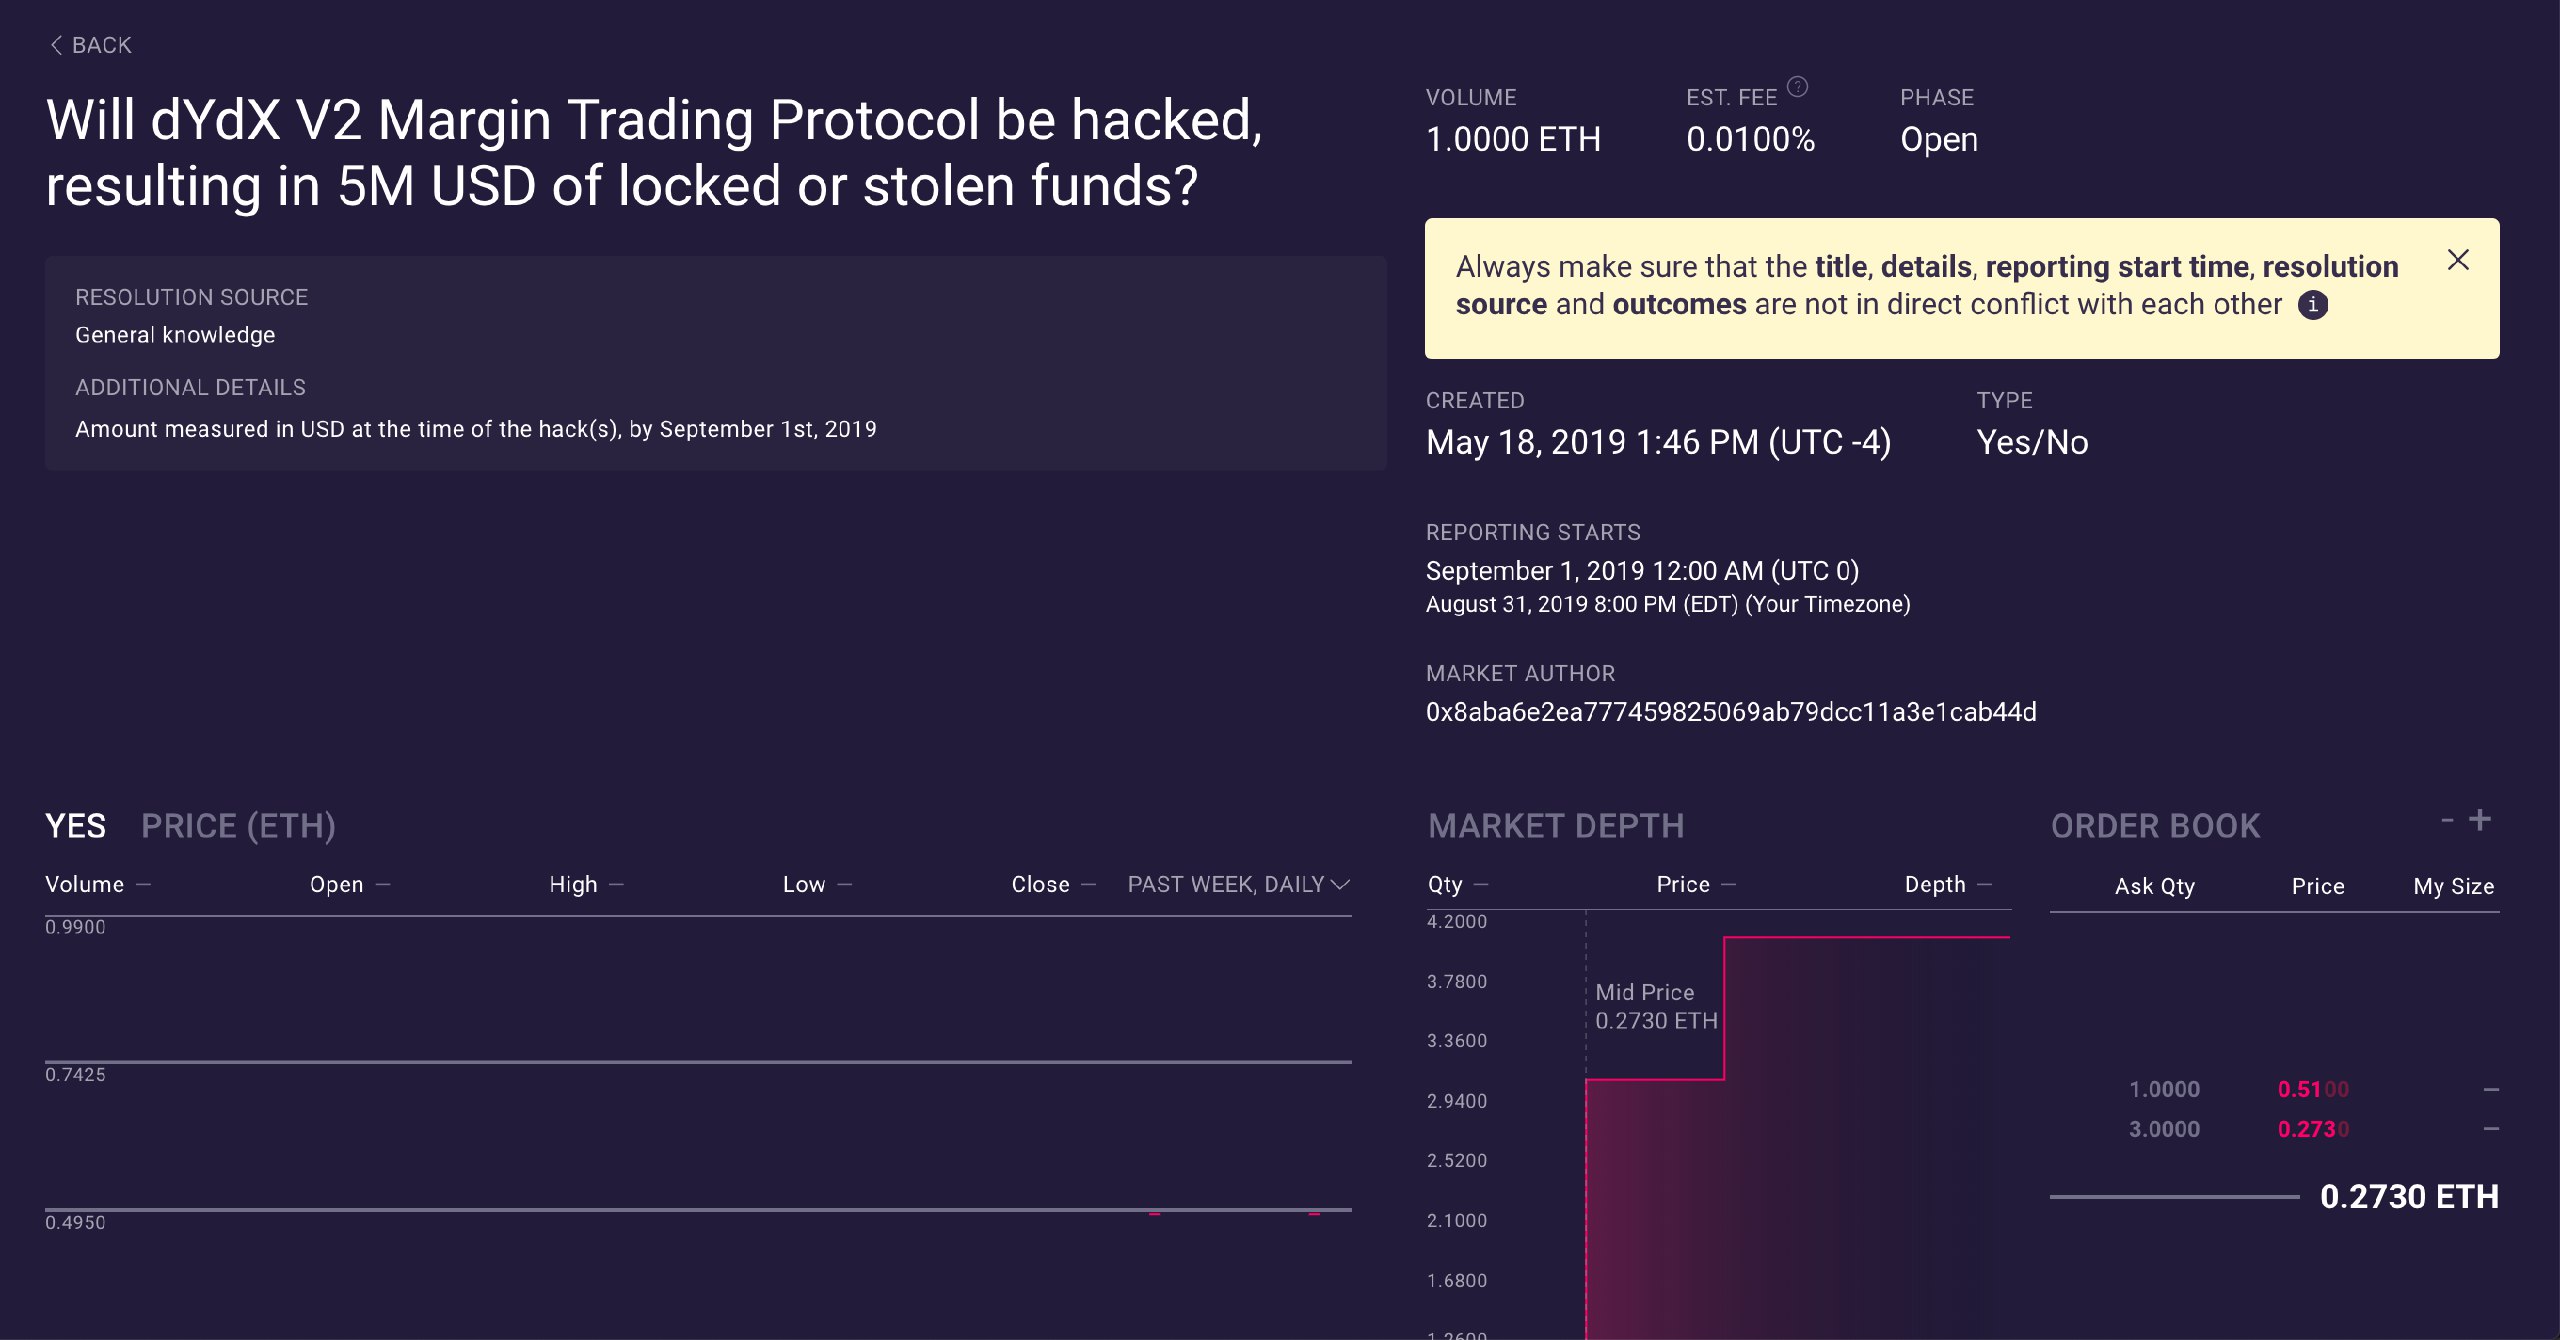 BACK
Will dYdX V2 Margin Trading Protocol be hacked,
resulting in 5M USD of locked or stolen funds?
RESOLUTION SOURCE
General knowledge
ADDITIONAL DETAILS
Amount measured in USD at the time of the hack(s), by September 1st, 2019
VOLUME
1.0000 ETH
EST. FEE ?
0.0100%
PHASE
Open
Always make sure that the title, details, reporting start time, resolution
source and outcomes are not in direct conflict with each other i
CREATED
May 18, 2019 1:46 PM (UTC -4)
TYPE
Yes/No
REPORTING STARTS
September 1, 2019 12:00 AM (UTC 0)
August 31, 2019 8:00 PM (EDT) (Your Timezone)
MARKET AUTHOR
0x8aba6e2ea777459825069ab79dcc11a3e1cab44d
YES PRICE (ETH)
Volume — Open — High — Low — Close — PAST WEEK, DAILY
0.9900
0.7425
0.4950
MARKET DEPTH
Qty — Price — Depth —
4.2000
3.7800
3.3600
2.9400
2.5200
2.1000
1.6800
1.2600
Mid Price
0.2730 ETH
ORDER BOOK - +
Ask Qty Price My Size
1.0000 0.5100 —
3.0000 0.2730 —
0.2730 ETH